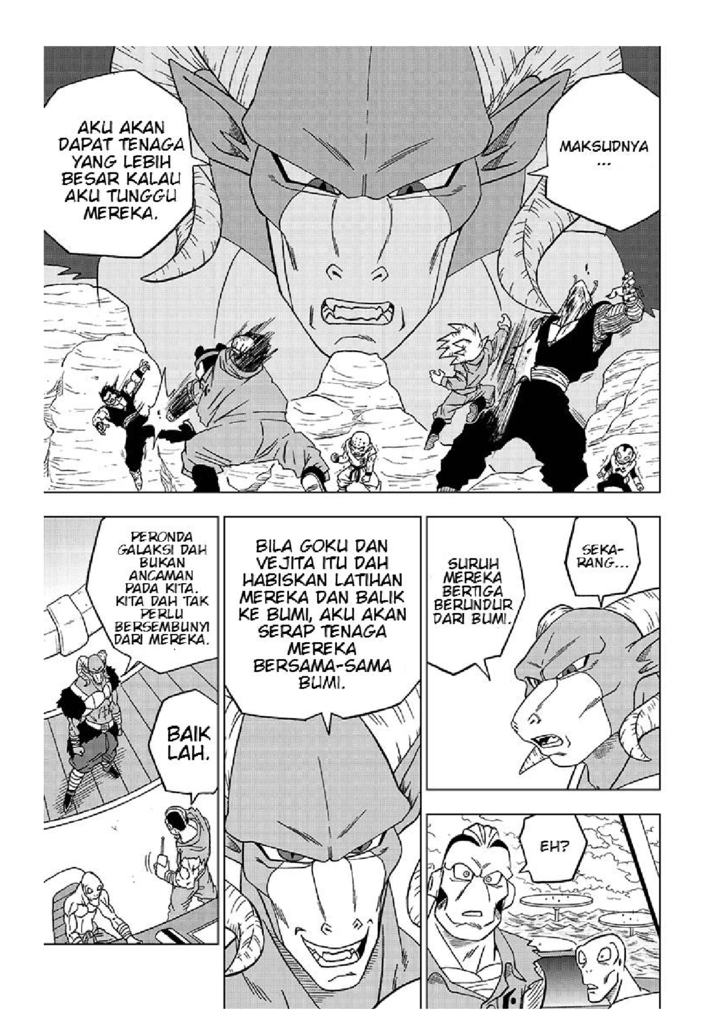 MAKSUDNYA
...
AKU AKAN
DAPAT TENAGA
YANG LEBIH
BESAR KALAU
AKU TUNGGU
MEREKA.
SEKA-
RANG...
SURUH
MEREKA
BERTIGA
BERUNDUR
DARI BUMI.
EH?
BILA GOKU DAN
VEJITA ITU DAH
HABISKAN LATIHAN
MEREKA DAN BALIK
KE BUMI, AKU AKAN
SERAP TENAGA
MEREKA
BERSAMA-SAMA
BUMI.
PERONDA
GALAKSI DAH
BUKAN
ANCAMAN
PADA KITA.
KITA DAH TAK
PERLU
BERSEMBUNYI
DARI MEREKA.
BAIK
LAH.